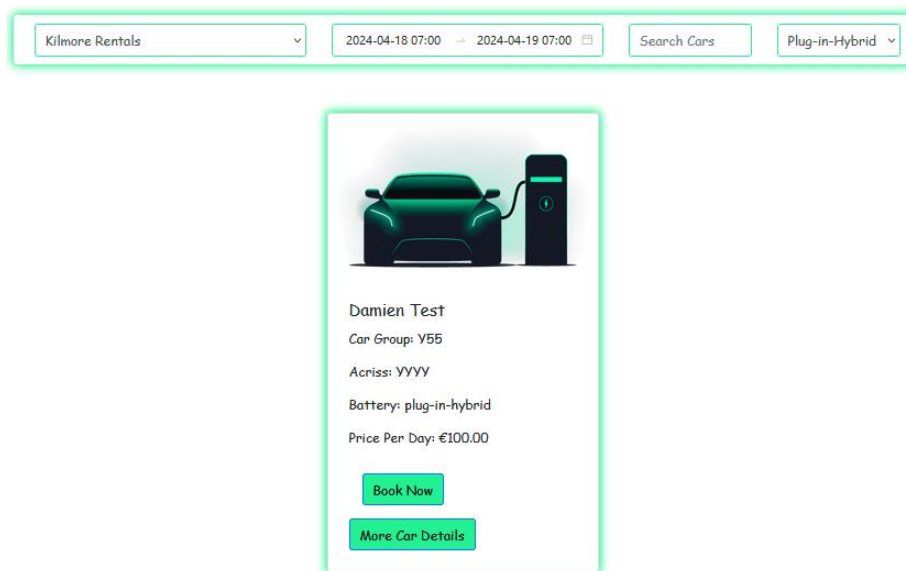 Kilmore Rentals
2024-04-18 07:00 → 2024-04-19 07:00
Search Cars
Plug-in-Hybrid
Damien Test
Car Group: Y55
Acriss: YYYY
Battery: plug-in-hybrid
Price Per Day: €100.00
Book Now
More Car Details